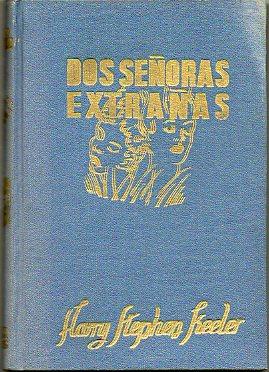 DOS SEÑORAS
EXTRAÑAS
Harry Stephen Keeler